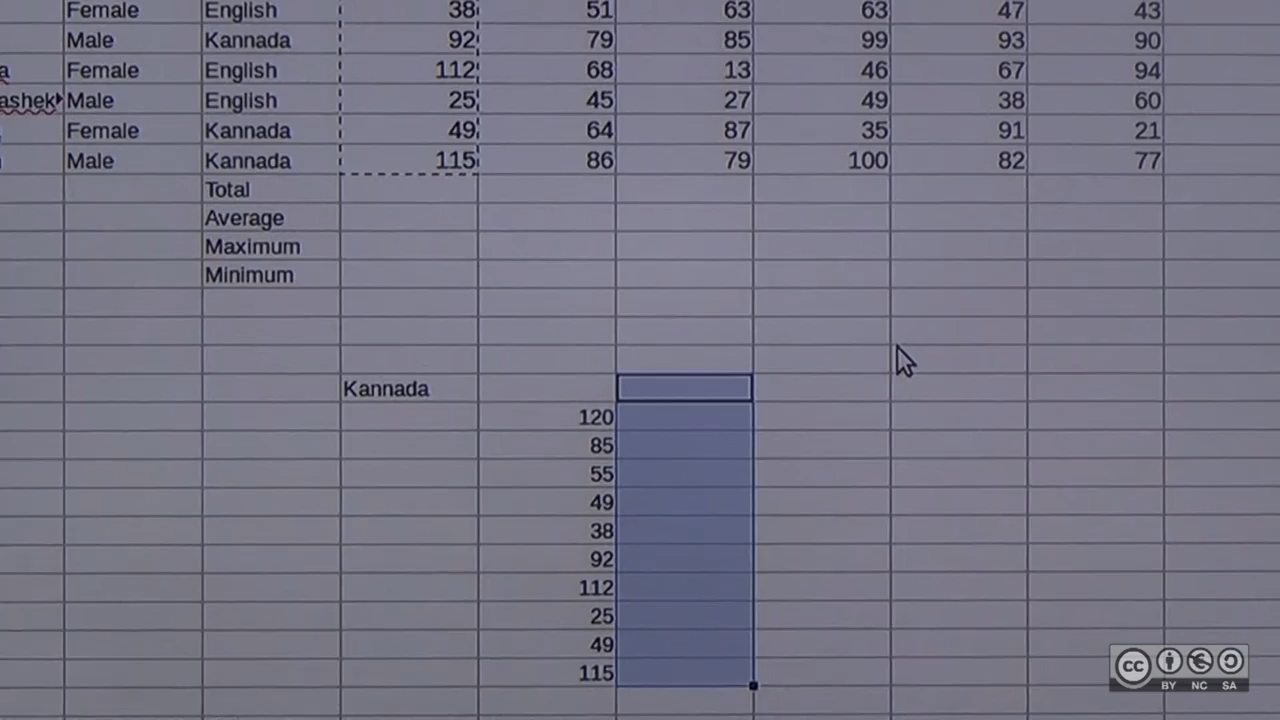 Female English 38 51 63 63 47 43
Male Kannada 92 79 85 99 93 90
a Female English 112 68 13 46 67 94
ashek Male English 25 45 27 49 38 60
Female Kannada 49 64 87 35 91 21
Male Kannada 115 86 79 100 82 77
Total
Average
Maximum
Minimum
Kannada
120
85
55
49
38
92
112
25
49
115
cc
BY NC SA